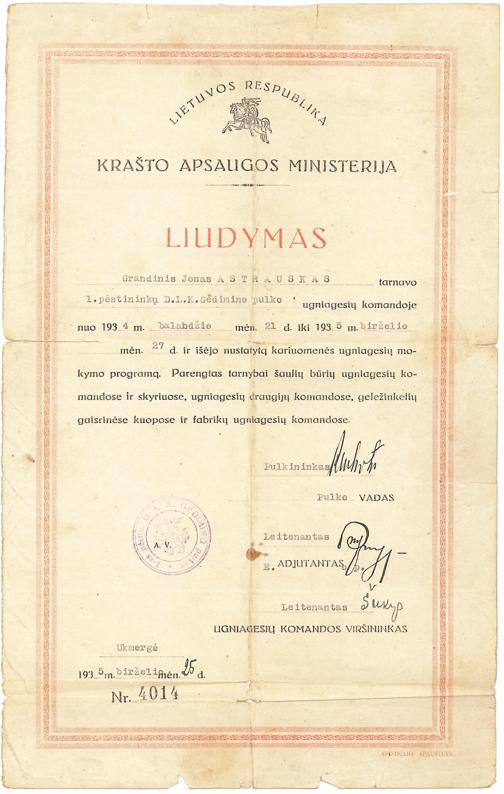 LIETUVOS RESPUBLIKA
KRAŠTO APSAUGOS MINISTERIJA
LIUDYMAS
Grandinis Jonas ASTRAUSKAS tarnavo
1.pėstininkų D.L.K.Gedimino pulko ugniagesių komandoje
nuo 1934 m. balabdžio mėn. 21 d. iki 1935 m. birželio
mėn. 27 d. ir išėjo nustatytą kariuomenės ugniagesių mo-
kymo programą. Parengtas tarnybai šaulių būrių ugniagesių ko-
mandose ir skyriuose, ugniagesių draugijų komandose, geležinkelių
gaisrinėse kuopose ir fabrikų ugniagesių komandose.
Pulkininkas
Pulko VADAS
A. V.
Leitenantas
E. ADJUTANTAS
Leitenantas
UGNIAGESIŲ KOMANDOS VIRŠININKAS
Ukmergė
1935 m. birželio mėn. 25 d.
Nr. 4014